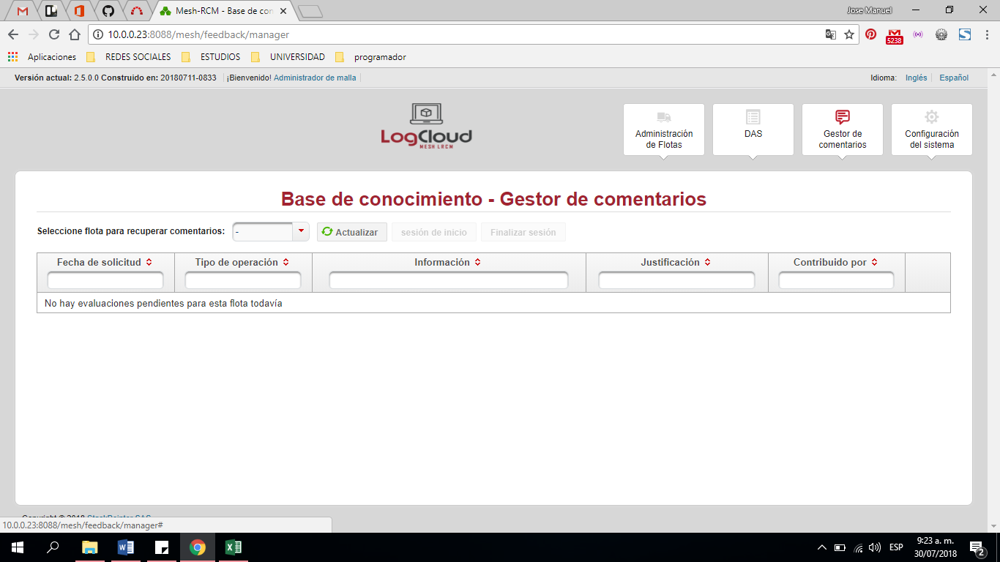 Mesh-RCM - Base de con
Jose Manuel
10.0.0.23:8088/mesh/feedback/manager
5238
Aplicaciones
REDES SOCIALES
ESTUDIOS
UNIVERSIDAD
programador
Versión actual: 2.5.0.0 Construido en: 20180711-0833
¡Bienvenido! Administrador de malla
Idioma: Inglés Español
LogCloud
MESH LRCM
Administración
de Flotas
DAS
Gestor de
comentarios
Configuración
del sistema
Base de conocimiento - Gestor de comentarios
Seleccione flota para recuperar comentarios: - Actualizar sesión de inicio Finalizar sesión
Fecha de solicitud Tipo de operación Información Justificación Contribuido por
No hay evaluaciones pendientes para esta flota todavía
Copyright © 2018 StackPointer SAS
10.0.0.23:8088/mesh/feedback/manager#
ESP
9:23 a. m.
30/07/2018
2